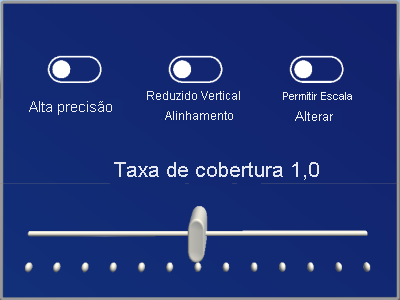 Alta precisão
Reduzido Vertical
Alinhamento
Permitir Escala
Alterar
Taxa de cobertura 1,0